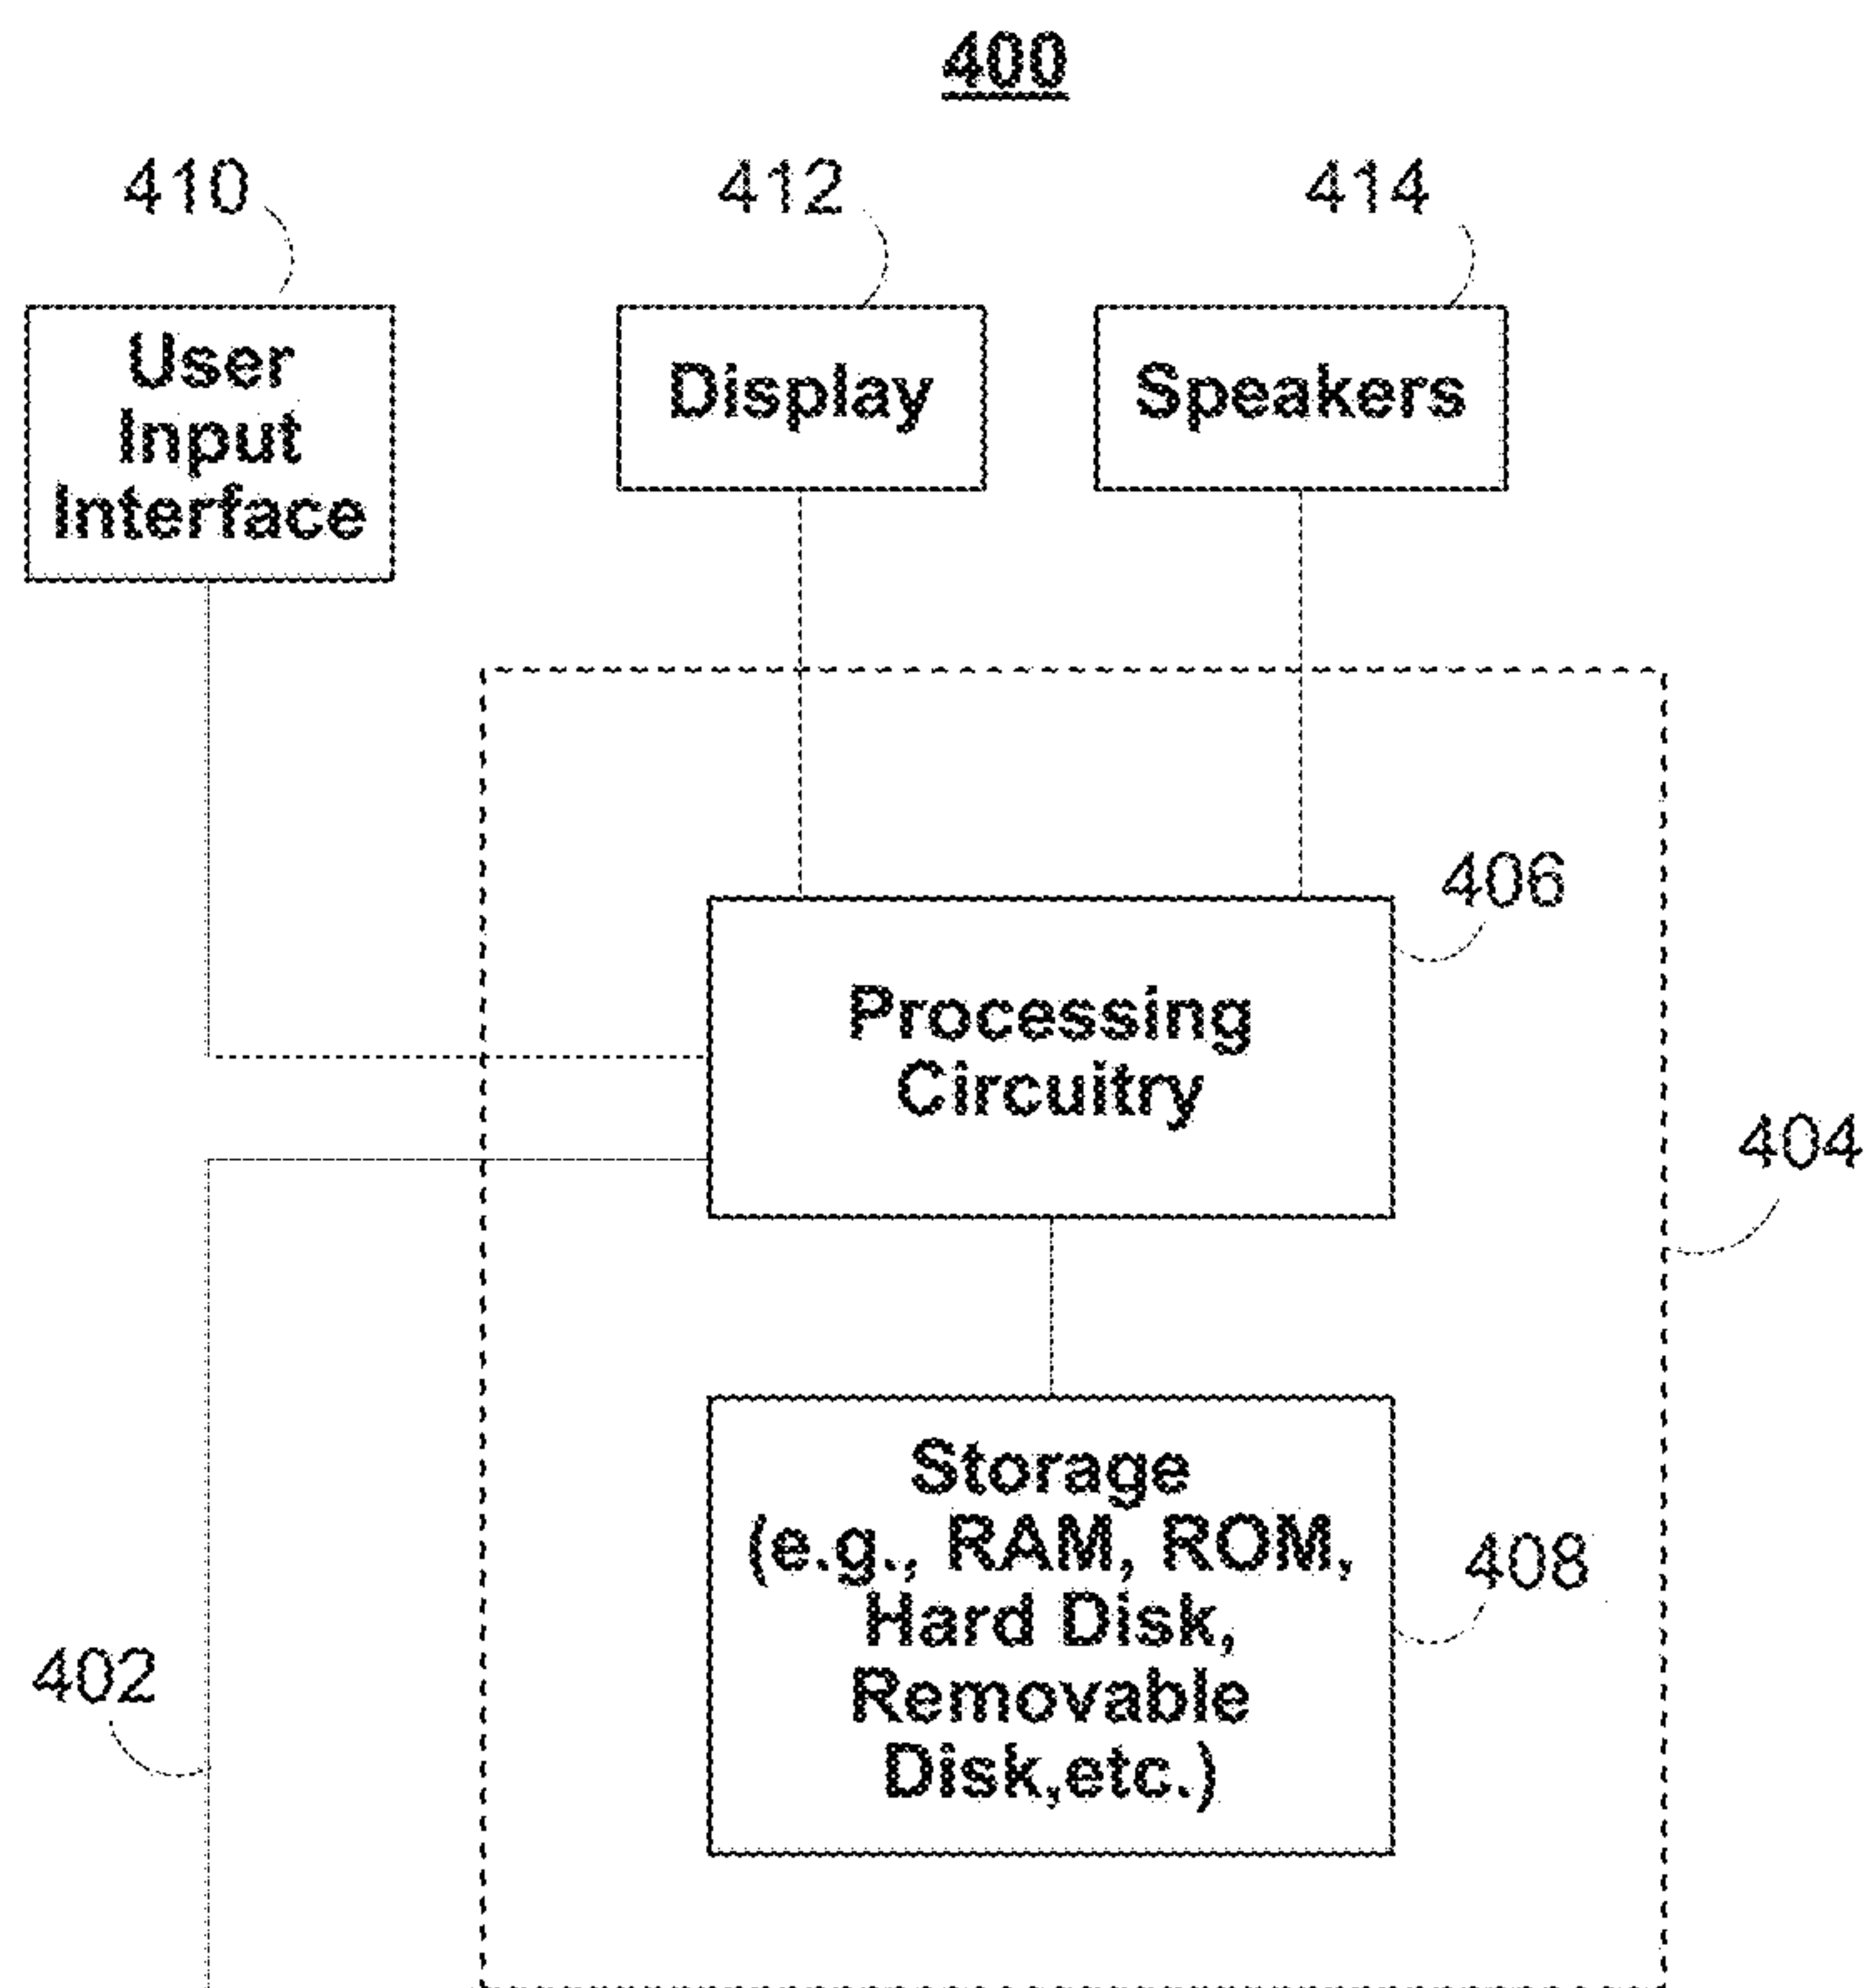 400
410
412
414
User
Input
Interface
Display
Speakers
406
Processing
Circuitry
404
Storage
(e.g., RAM, ROM,
Hard Disk,
Removable
Disk,etc.)
408
402